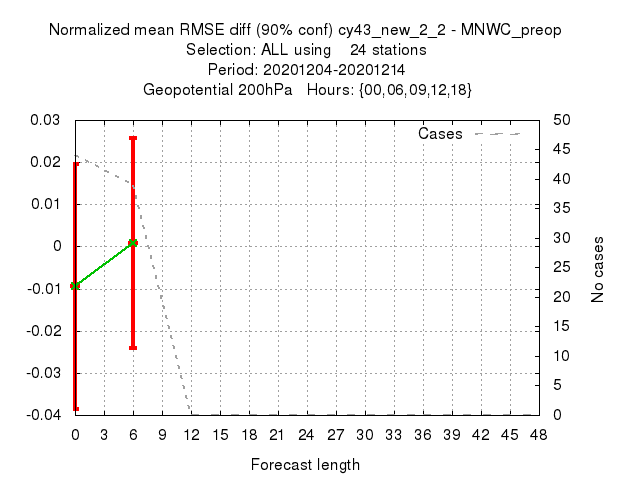 Normalized mean RMSE diff (90% conf) cy43_new_2_2 - MNWC_preop
Selection: ALL using    24 stations
Period: 20201204-20201214
Geopotential 200hPa   Hours: {00,06,09,12,18}
Cases
0.03
0.02
0.01
0
-0.01
-0.02
-0.03
-0.04
50
45
40
35
30
25
20
15
10
5
0
No cases
0 3 6 9 12 15 18 21 24 27 30 33 36 39 42 45 48
Forecast length